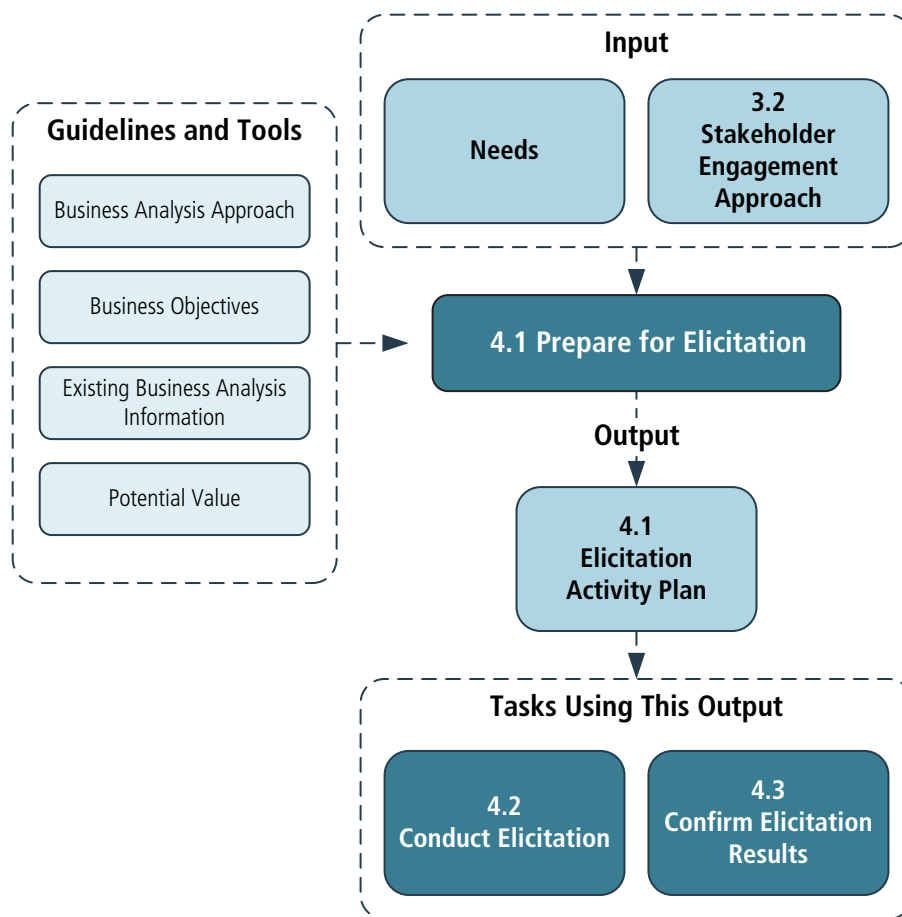 Input
Needs
3.2
Stakeholder
Engagement
Approach
Guidelines and Tools
Business Analysis Approach
Business Objectives
Existing Business Analysis
Information
Potential Value
4.1 Prepare for Elicitation
Output
4.1
Elicitation
Activity Plan
Tasks Using This Output
4.2
Conduct Elicitation
4.3
Confirm Elicitation
Results